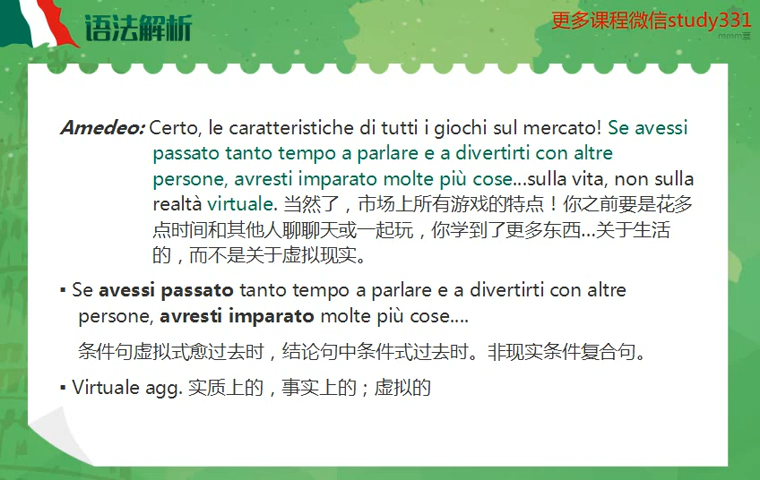 语法解析
更多课程微信study331
mmm菫
Amedeo: Certo, le caratteristiche di tutti i giochi sul mercato! Se avessi
passato tanto tempo a parlare e a divertirti con altre
persone, avresti imparato molte più cose...sulla vita, non sulla
realtà virtuale. 当然了，市场上所有游戏的特点！你之前要是花多
点时间和其他人聊聊天或一起玩，你学到了更多东西...关于生活
的，而不是关于虚拟现实。
▪ Se avessi passato tanto tempo a parlare e a divertirti con altre
persone, avresti imparato molte più cose....
条件句虚拟式愈过去时，结论句中条件式过去时。非现实条件复合句。
▪ Virtuale agg. 实质上的，事实上的；虚拟的